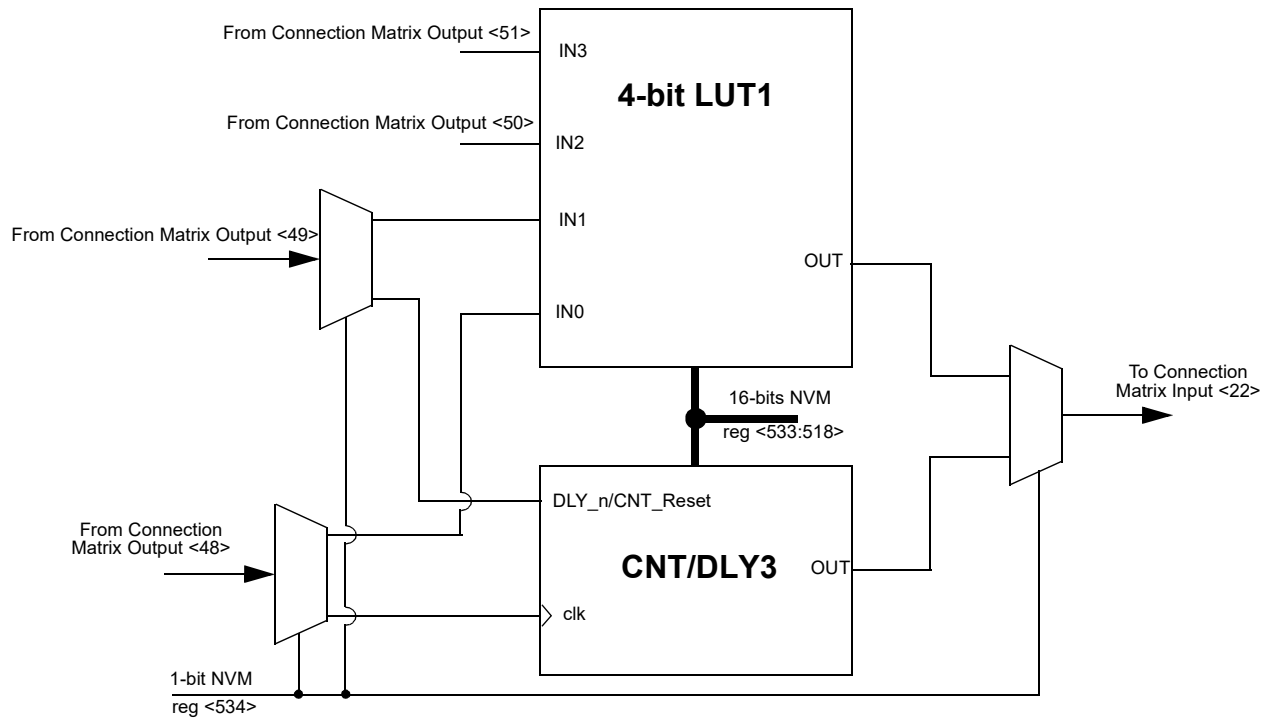 From Connection Matrix Output <51>
IN3
4-bit LUT1
From Connection Matrix Output <50>
IN2
IN1
From Connection Matrix Output <49>
OUT
IN0
To Connection
Matrix Input <22>
16-bits NVM
reg <533:518>
DLY_n/CNT_Reset
From Connection
Matrix Output <48>
CNT/DLY3
OUT
clk
1-bit NVM
reg <534>